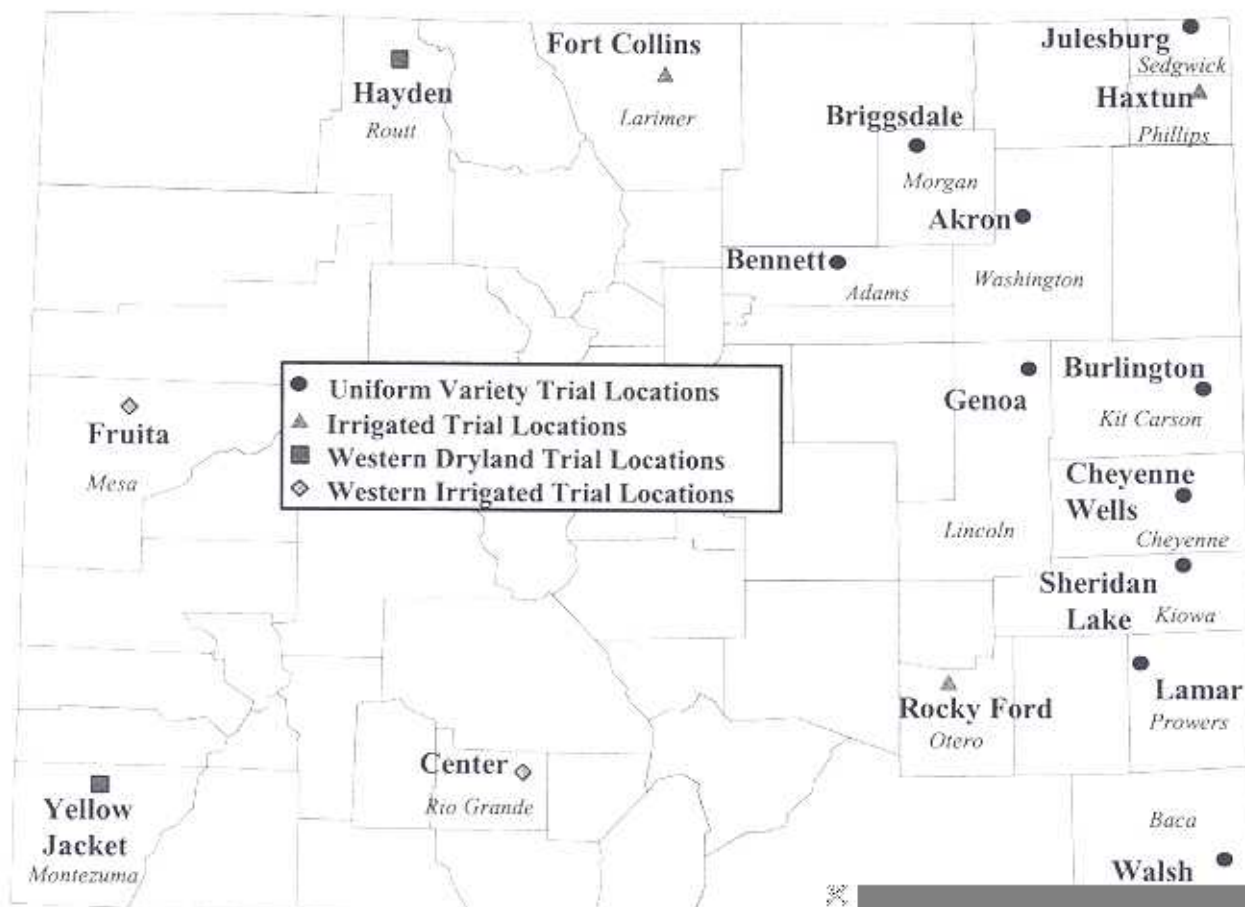 Fort Collins
Larimer
Hayden
Routt
Julesburg
Sedgwick
Haxtun
Phillips
Briggsdale
Morgan
Akron
Washington
Bennett
Adams
Uniform Variety Trial Locations
Irrigated Trial Locations
Western Dryland Trial Locations
Western Irrigated Trial Locations
Fruita
Mesa
Genoa
Lincoln
Burlington
Kit Carson
Cheyenne
Wells
Cheyenne
Sheridan
Lake
Kiowa
Rocky Ford
Otero
Lamar
Prowers
Center
Rio Grande
Yellow
Jacket
Montezuma
Baca
Walsh